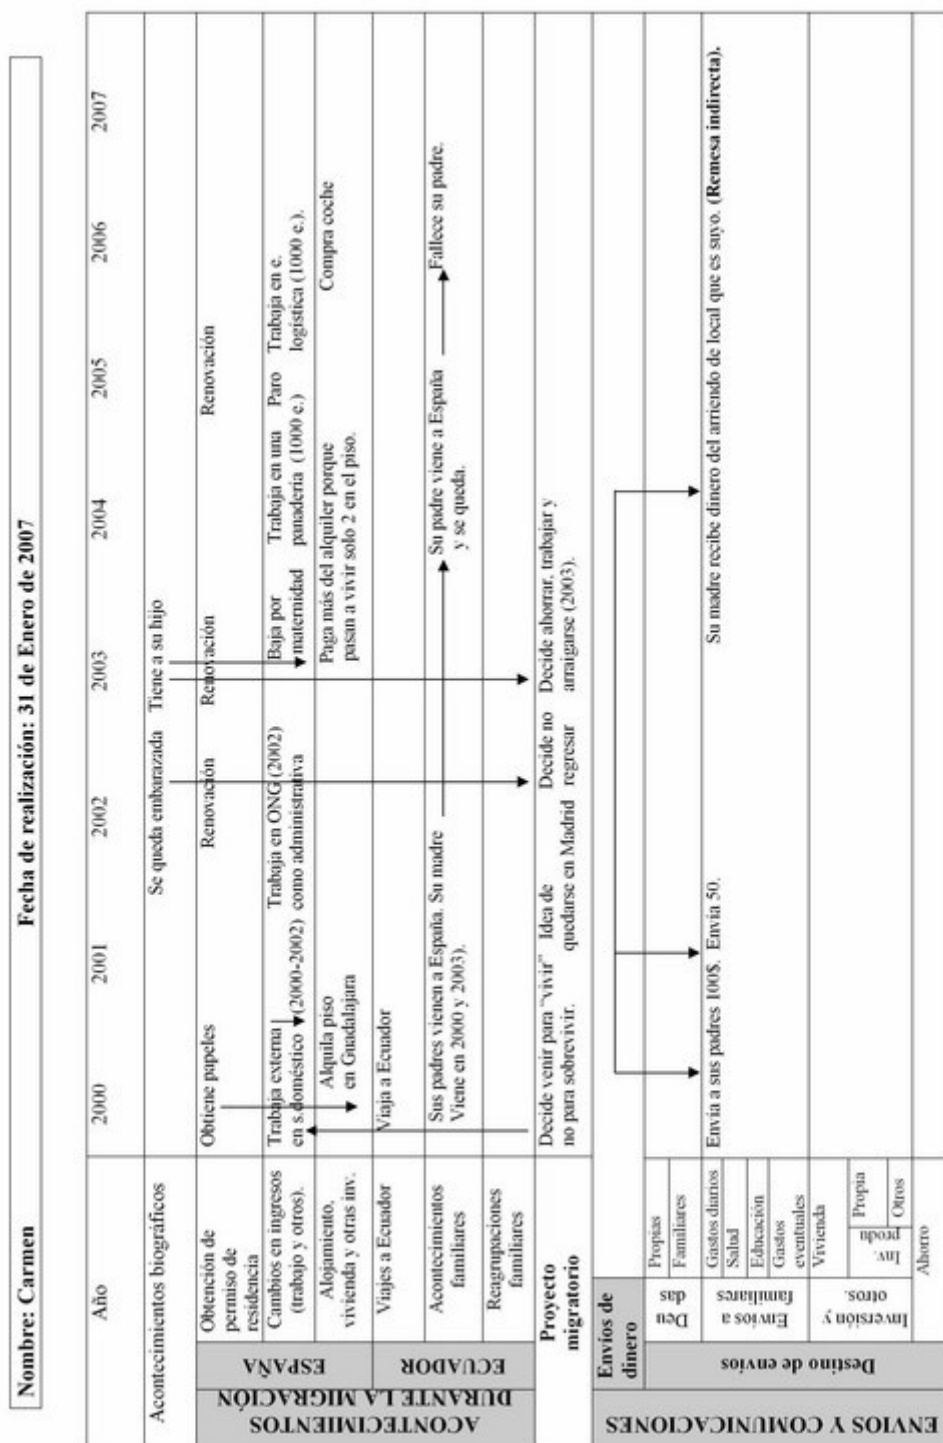 Nombre: Carmen
Fecha de realización: 31 de Enero de 2007
Año
2000
2001
2002
2003
2004
2005
2006
2007
Acontecimientos biográficos
Se queda embarazada
Tiene a su hijo
ACONTECIMIENTOS
DURANTE LA MIGRACIÓN
ESPAÑA
Obtención de
permiso de
residencia
Obtiene papeles
Renovación
Renovación
Renovación
Cambios en ingresos
(trabajo y otros).
Trabaja externa
en s.doméstico (2000-2002)
Trabaja en ONG (2002)
como administrativa
Baja por
maternidad
Trabaja en una
panadería (1000 e.)
Paro
Trabaja en e.
logística (1000 e.).
Alojamiento,
vivienda y otras inv.
Alquila piso
en Guadalajara
Paga más del alquiler porque
pasan a vivir solo 2 en el piso.
Compra coche
ECUADOR
Viajes a Ecuador
Viaja a Ecuador
Acontecimientos
familiares
Sus padres vienen a España. Su madre
Viene en 2000 y 2003).
Su padre viene a España
y se queda.
Fallece su padre.
Reagrupaciones
familiares
Proyecto
migratorio
Decide venir para "vivir"
no para sobrevivir.
Idea de
quedarse en Madrid
Decide no
regresar
Decide ahorrar, trabajar y
arraigarse (2003).
ENVIOS Y COMUNICACIONES
Envíos de
dinero
Destino de envíos
Deu
das
Propias
Familiares
Envíos a
familiares
Gastos diarios
Salud
Educación
Gastos
eventuales
Envia a sus padres 100$. Envia 50.
Su madre recibe dinero del arriendo de local que es suyo. (Remesa indirecta).
Inversión y
otros.
Vivienda
Inv.
produ
Propia
Otros
Ahorro